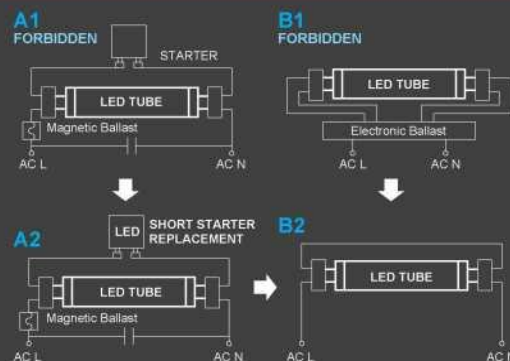 A1
FORBIDDEN
STARTER
LED TUBE
Magnetic Ballast
AC L
AC N
B1
FORBIDDEN
LED TUBE
Electronic Ballast
AC L
AC N
A2
LED
SHORT STARTER
REPLACEMENT
LED TUBE
Magnetic Ballast
AC L
AC N
B2
LED TUBE
AC L
AC N